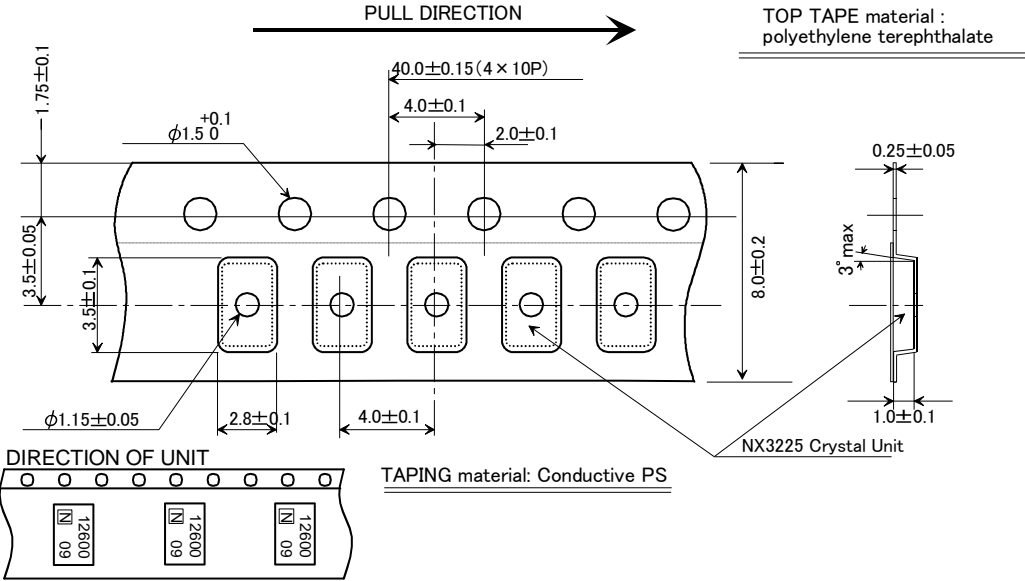 PULL DIRECTION
TOP TAPE material :
polyethylene terephthalate
1.75±0.1
40.0±0.15(4×10P)
4.0±0.1
+0.1
φ1.5 0
2.0±0.1
0.25±0.05
3.5±0.05
3.5±0.1
8.0±0.2
3°max
φ1.15±0.05
2.8±0.1
4.0±0.1
1.0±0.1
NX3225 Crystal Unit
DIRECTION OF UNIT
TAPING material: Conductive PS
12600
N 09
12600
N 09
12600
N 09